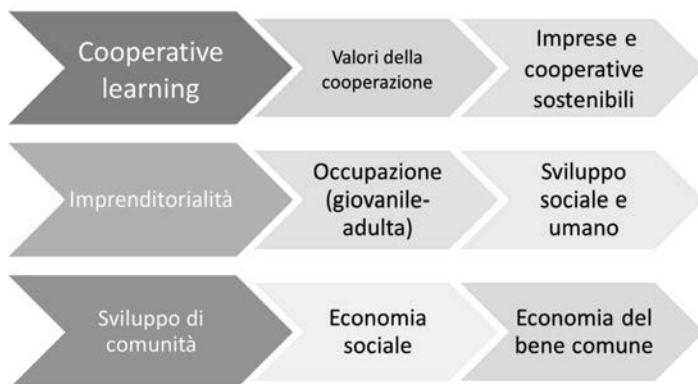 Cooperative
learning
Valori della
cooperazione
Imprese e
cooperative
sostenibili
Imprenditorialità
Occupazione
(giovanile-
adulta)
Sviluppo
sociale e
umano
Sviluppo di
comunità
Economia
sociale
Economia del
bene comune